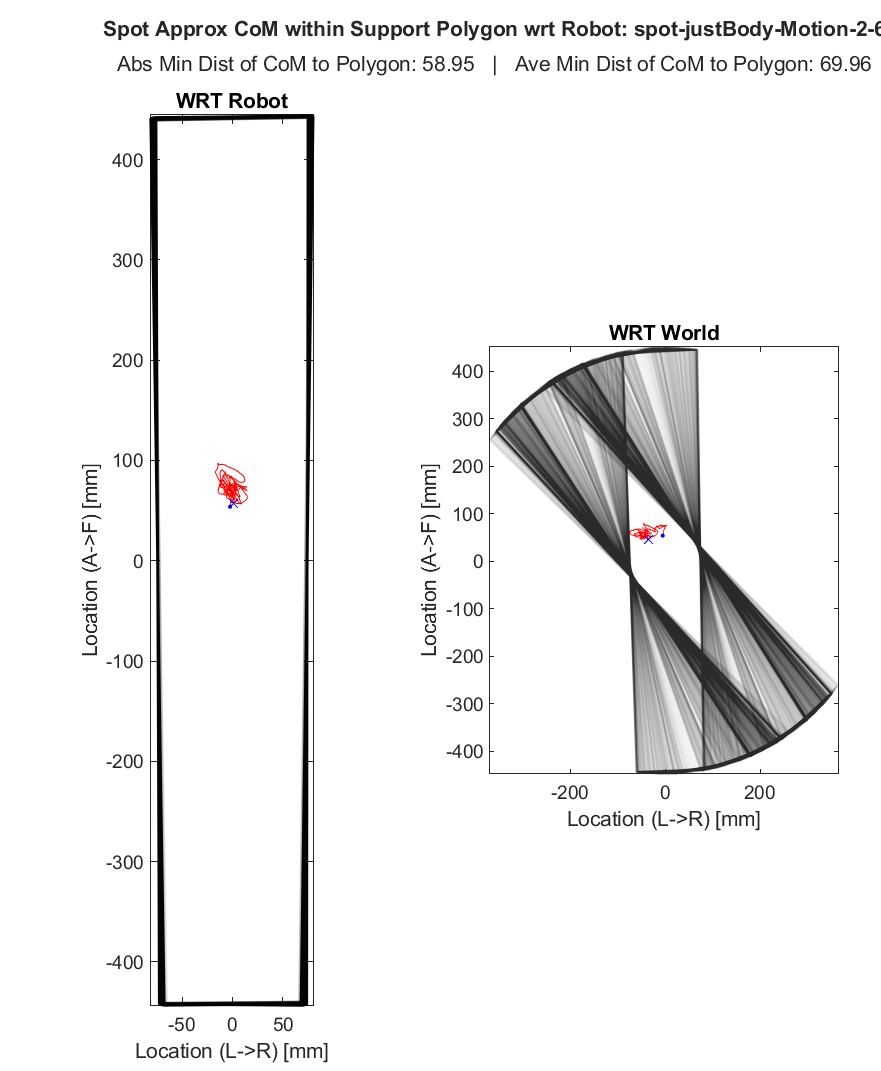 Spot Approx CoM within Support Polygon wrt Robot: spot-justBody-Motion-2-6
Abs Min Dist of CoM to Polygon: 58.95 | Ave Min Dist of CoM to Polygon: 69.96
WRT Robot
400
300
200
100
0
-100
-200
-300
-400
-50 0 50
Location (L->R) [mm]
Location (A->F) [mm]
WRT World
400
300
200
100
0
-100
-200
-300
-400
-200 0 200
Location (L->R) [mm]
Location (A->F) [mm]